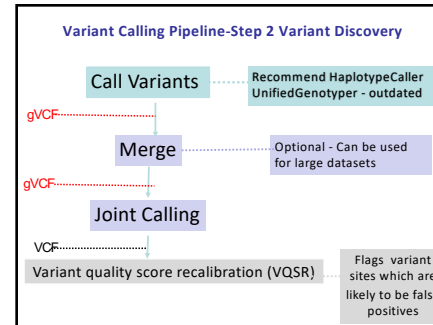 Variant Calling Pipeline-Step 2 Variant Discovery
Call Variants
Recommend HaplotypeCaller
UnifiedGenotyper - outdated
gVCF
Merge
Optional - Can be used
for large datasets
gVCF
Joint Calling
VCF
Variant quality score recalibration (VQSR)
Flags variant
sites which are
likely to be fals
positives